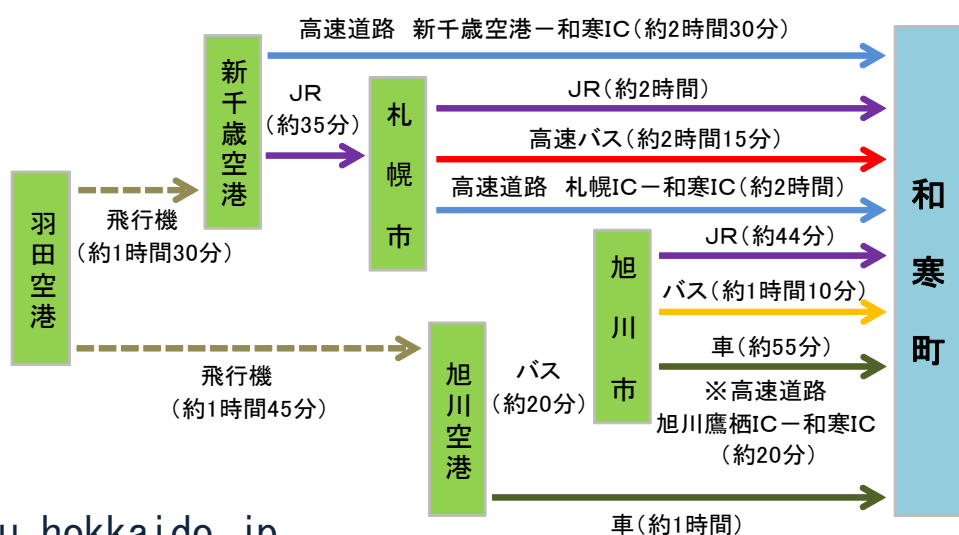 高速道路 新千歳空港－和寒IC（約2時間30分）
新千歳空港
JR
（約35分）
札幌市
JR（約2時間）
高速バス（約2時間15分）
高速道路 札幌IC－和寒IC（約2時間）
和寒町
羽田空港
飛行機
（約1時間30分）
旭川市
JR（約44分）
バス（約1時間10分）
車（約55分）
※高速道路
旭川鷹栖IC－和寒IC
（約20分）
飛行機
（約1時間45分）
旭川空港
バス
（約20分）
車（約1時間）
u.hokkaido.jp